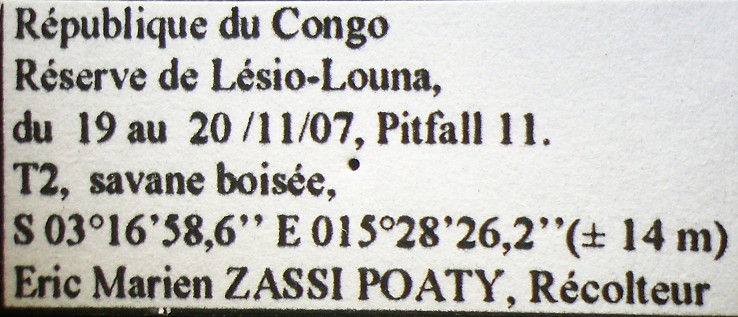 République du Congo
Réserve de Lésio-Louna,
du 19 au 20 /11/07, Pitfall 11.
T2, savane boisée,
S 03°16’58,6’’ E 015°28’26,2’’(± 14 m)
Eric Marien ZASSI POATY, Récolteur